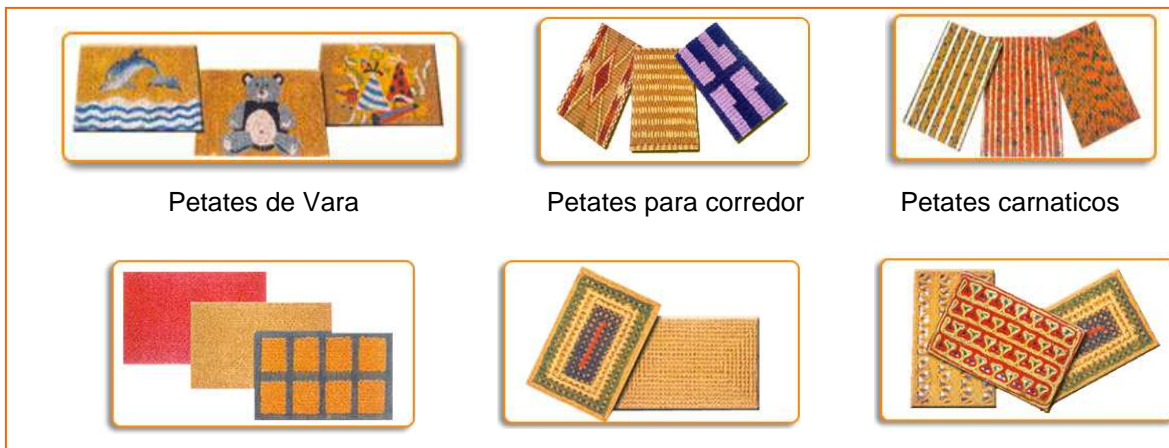 Petates de Vara
Petates para corredor
Petates carnaticos